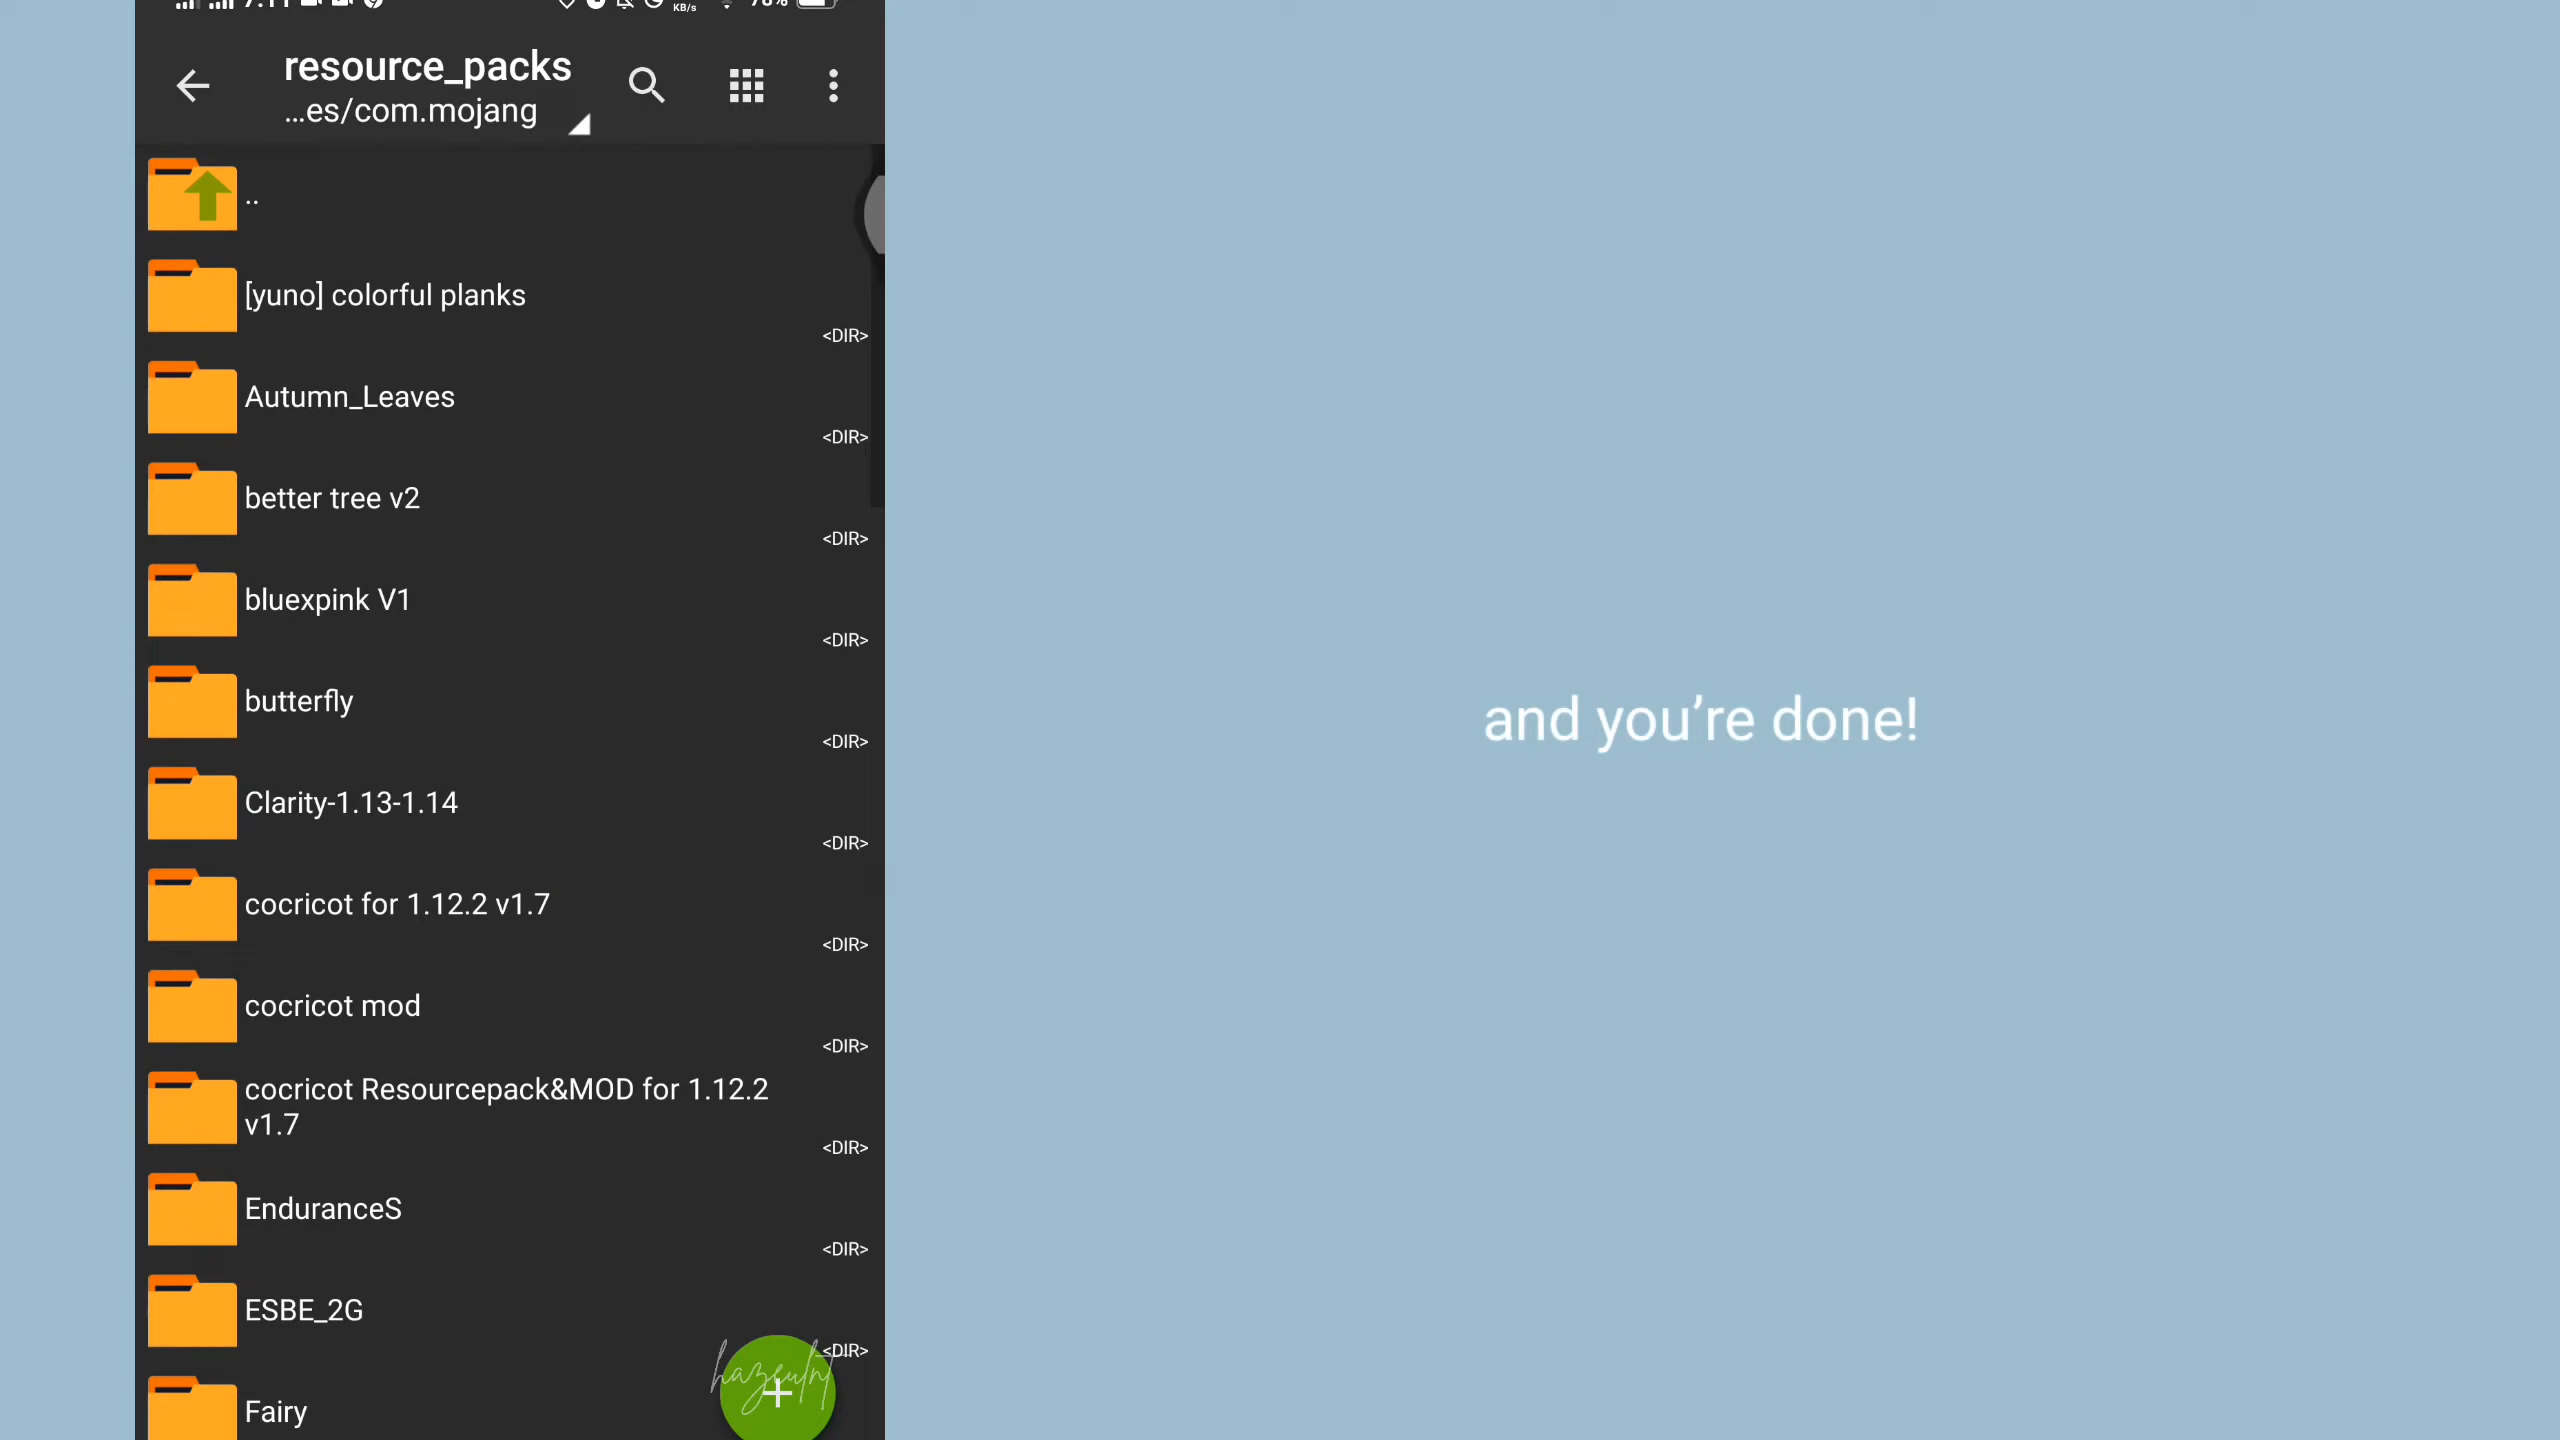 KB/s
resource_packs
...es/com.mojang
..
[yuno] colorful planks
<DIR>
Autumn_Leaves
<DIR>
better tree v2
<DIR>
bluexpink V1
<DIR>
butterfly
<DIR>
Clarity-1.13-1.14
<DIR>
cocricot for 1.12.2 v1.7
<DIR>
cocricot mod
<DIR>
cocricot Resourcepack&MOD for 1.12.2
v1.7
<DIR>
EnduranceS
<DIR>
ESBE_2G
<DIR>
Fairy
and you’re done!